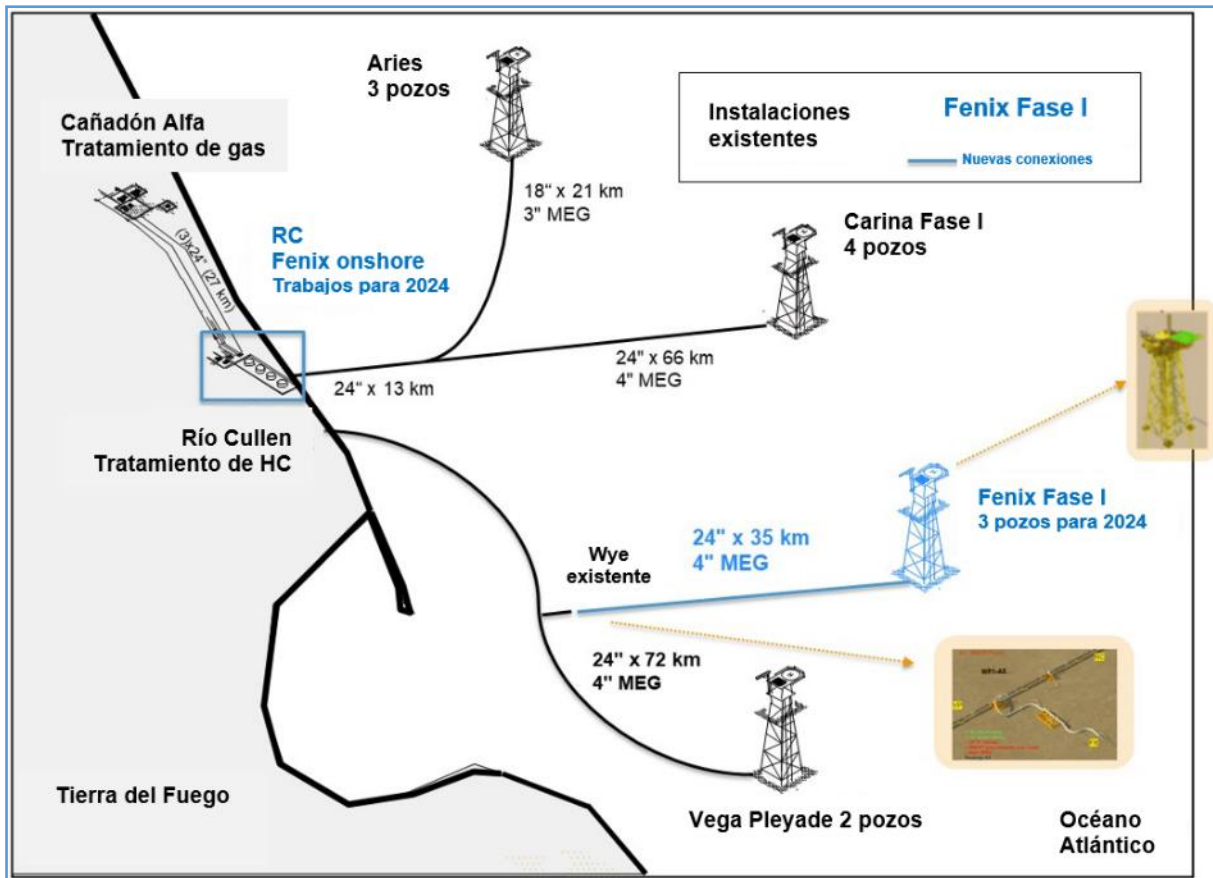 Aries
3 pozos
Cañadón Alfa
Tratamiento de gas
Instalaciones
existentes
Fenix Fase I
Nuevas conexiones
18" x 21 km
3" MEG
Carina Fase I
4 pozos
(3)x24" (27 km)
RC
Fenix onshore
Trabajos para 2024
24" x 66 km
4" MEG
24" x 13 km
Río Cullen
Tratamiento de HC
Fenix Fase I
3 pozos para 2024
24" x 35 km
4" MEG
Wye
existente
24" x 72 km
4" MEG
Tierra del Fuego
Vega Pleyade 2 pozos
Océano
Atlántico